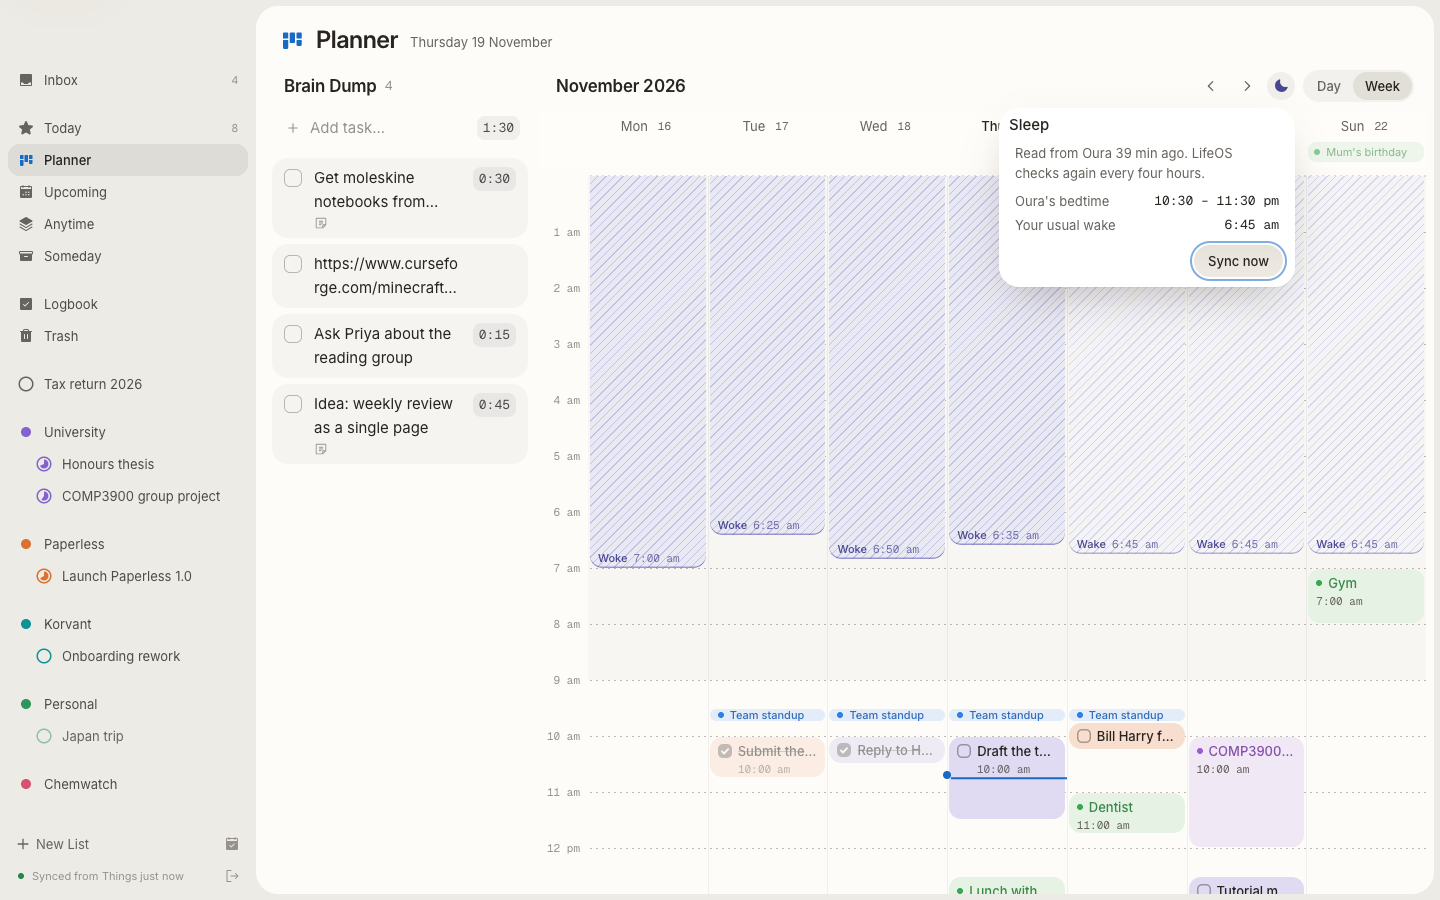 Inbox 4
Today 8
Planner
Upcoming
Anytime
Someday
Logbook
Trash
Tax return 2026
University
Honours thesis
COMP3900 group project
Paperless
Launch Paperless 1.0
Korvant
Onboarding rework
Personal
Japan trip
Chemwatch
New List
Synced from Things just now
Planner Thursday 19 November
Brain Dump 4
Add task... 1:30
Get moleskine 0:30
notebooks from...
https://www.cursefo
rge.com/minecraft...
Ask Priya about the 0:15
reading group
Idea: weekly review 0:45
as a single page
November 2026
Day Week
Mon 16 Tue 17 Wed 18 Sun 22
Mum's birthday
Sleep
Read from Oura 39 min ago. LifeOS
checks again every four hours.
Oura's bedtime 10:30 – 11:30 pm
Your usual wake 6:45 am
Sync now
1 am
2 am
3 am
4 am
5 am
6 am
7 am
8 am
9 am
10 am
11 am
12 pm
Woke 7:00 am
Woke 6:25 am
Woke 6:50 am
Woke 6:35 am
Wake 6:45 am
Wake 6:45 am
Wake 6:45 am
Gym
7:00 am
Team standup
Team standup
Team standup
Team standup
Submit the...
10:00 am
Reply to H...
Draft the t...
10:00 am
Bill Harry f...
Dentist
11:00 am
COMP3900...
10:00 am
Lunch with
Tutorial m